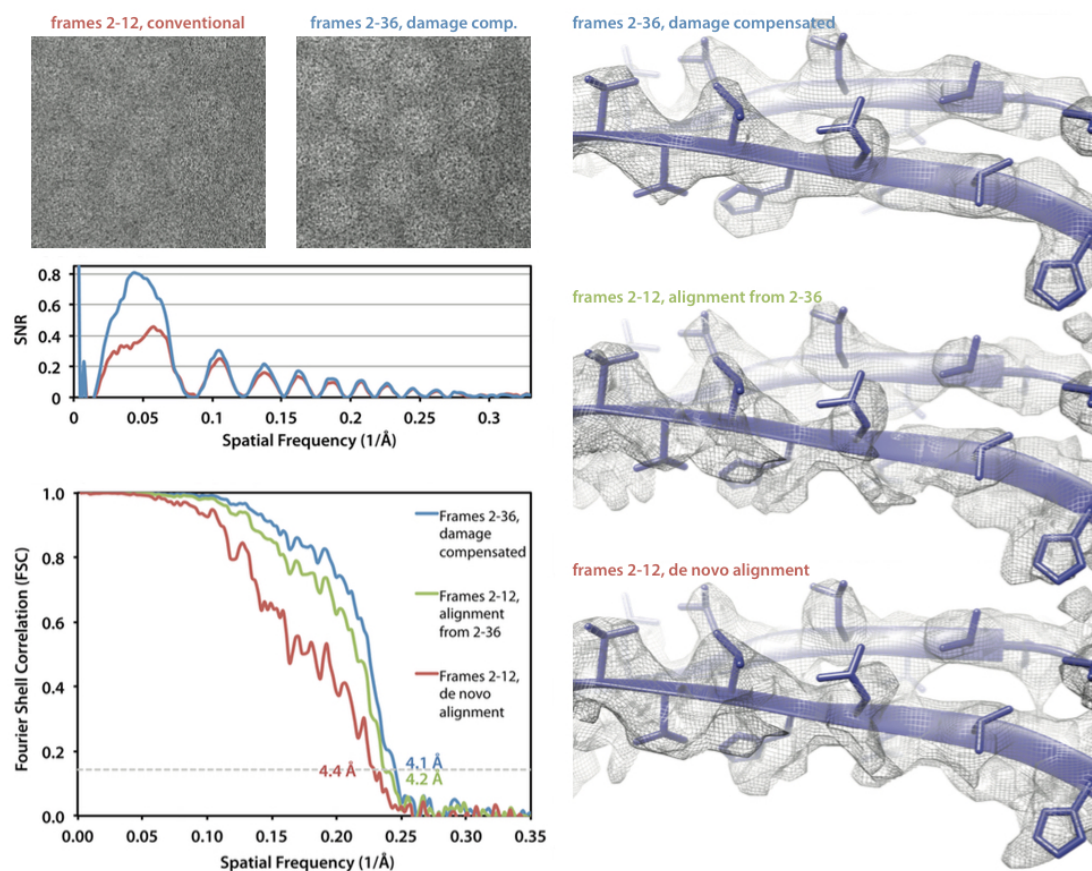 frames 2-12, conventional
frames 2-36, damage comp.
0.8
0.6
0.4
0.2
0
SNR
0
0.05
0.1
0.15
0.2
0.25
0.3
Spatial Frequency (1/Å)
1.0
0.8
0.6
0.4
0.2
0.0
Fourier Shell Correlation (FSC)
Frames 2-36,
damage
compensated
Frames 2-12,
alignment
from 2-36
Frames 2-12,
de novo
alignment
4.4 Å
4.1 Å
4.2 Å
0.00
0.05
0.10
0.15
0.20
0.25
0.30
0.35
Spatial Frequency (1/Å)
frames 2-36, damage compensated
frames 2-12, alignment from 2-36
frames 2-12, de novo alignment